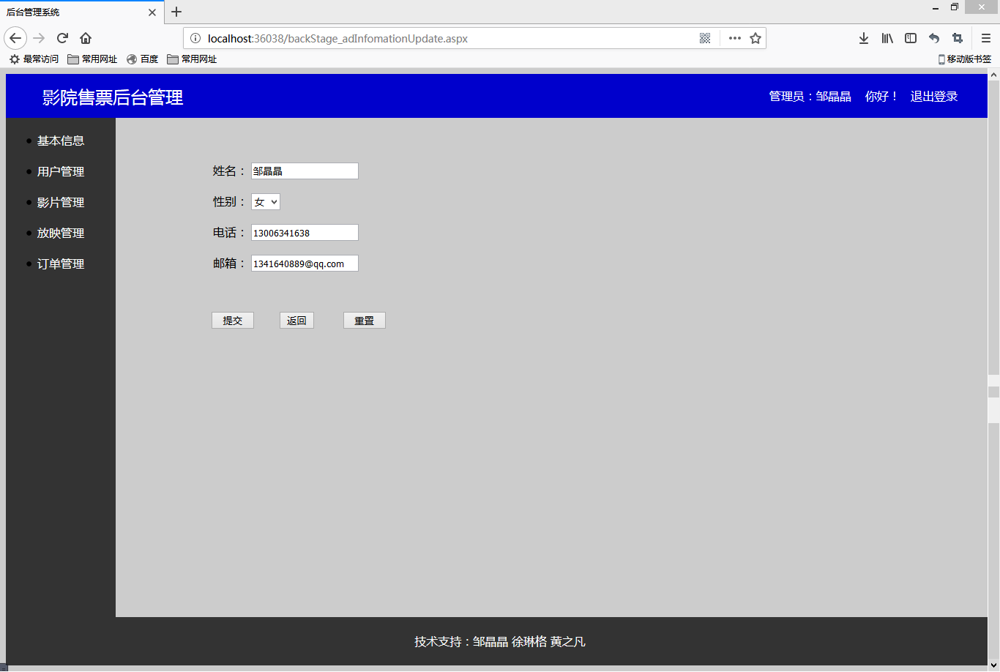 后台管理系统
localhost:36038/backStage_adInfomationUpdate.aspx
最常访问 常用网址 百度 常用网址 移动版书签
影院售票后台管理 管理员：邹晶晶 你好！ 退出登录
基本信息
用户管理
影片管理
放映管理
订单管理
姓名： 邹晶晶
性别： 女
电话： 13006341638
邮箱： 1341640889@qq.com
提交 返回 重置
技术支持：邹晶晶 徐琳格 黄之凡